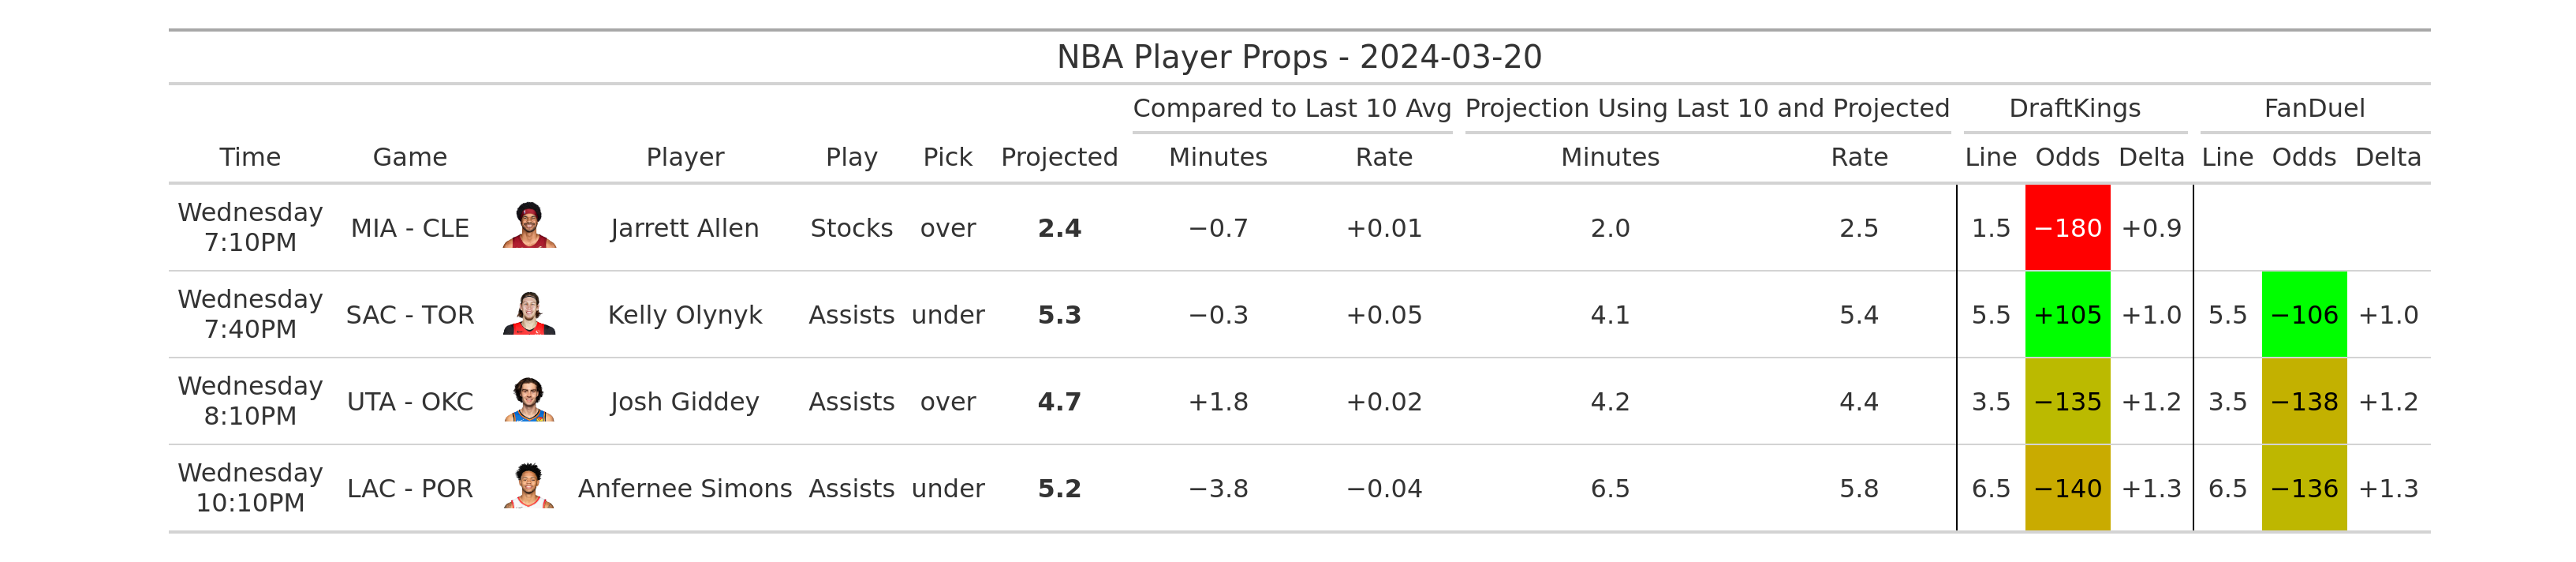 NBA Player Props - 2024-03-20
Compared to Last 10 Avg Projection Using Last 10 and Projected DraftKings FanDuel
Time Game Player Play Pick Projected Minutes Rate Minutes Rate Line Odds Delta Line Odds Delta
Wednesday
7:10PM MIA - CLE Jarrett Allen Stocks over 2.4 −0.7 +0.01 2.0 2.5 1.5 −180 +0.9
Wednesday
7:40PM SAC - TOR Kelly Olynyk Assists under 5.3 −0.3 +0.05 4.1 5.4 5.5 +105 +1.0 5.5 −106 +1.0
Wednesday
8:10PM UTA - OKC Josh Giddey Assists over 4.7 +1.8 +0.02 4.2 4.4 3.5 −135 +1.2 3.5 −138 +1.2
Wednesday
10:10PM LAC - POR Anfernee Simons Assists under 5.2 −3.8 −0.04 6.5 5.8 6.5 −140 +1.3 6.5 −136 +1.3